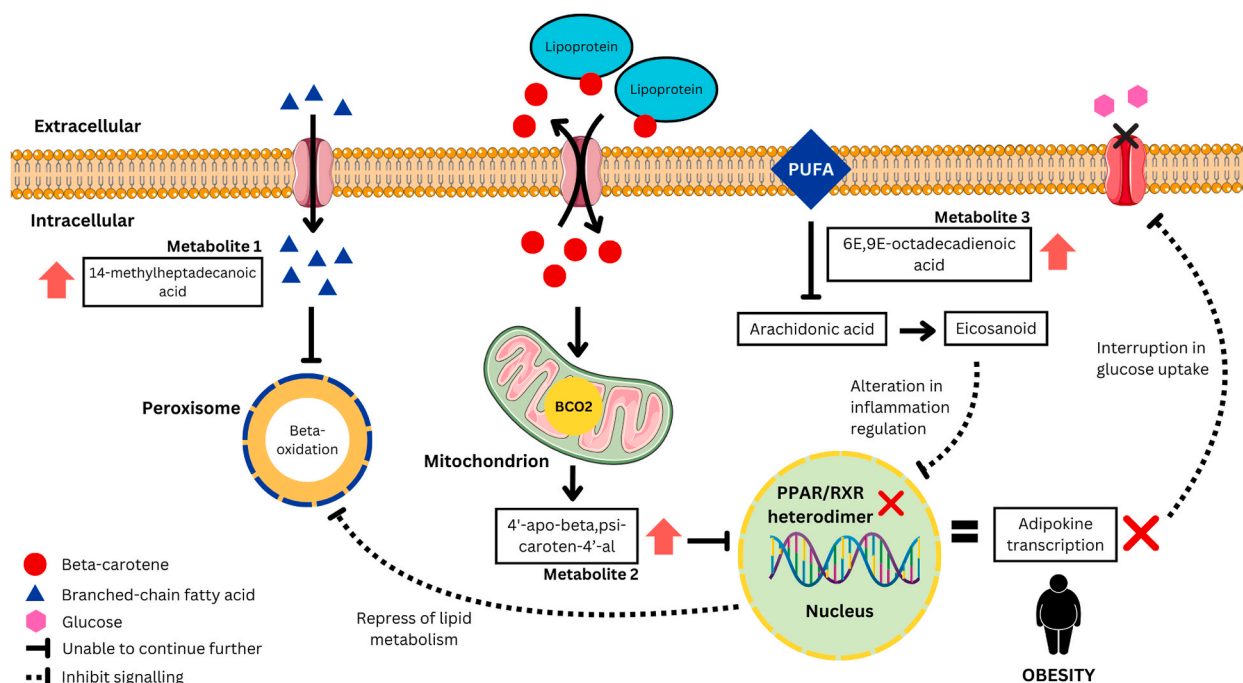 Lipoprotein
Lipoprotein
Extracellular
Intracellular
PUFA
Metabolite 1
14-methylheptadecanoic
acid
Metabolite 3
6E,9E-octadecadienoic
acid
Arachidonic acid
Eicosanoid
Interruption in
glucose uptake
Alteration in
inflammation
regulation
Peroxisome
Beta-
oxidation
BCO2
Mitochondrion
4'-apo-beta,psi-
caroten-4’-al
Metabolite 2
PPAR/RXR
heterodimer
Nucleus
=
Adipokine
transcription
Repress of lipid
metabolism
OBESITY
Beta-carotene
Branched-chain fatty acid
Glucose
Unable to continue further
Inhibit signalling